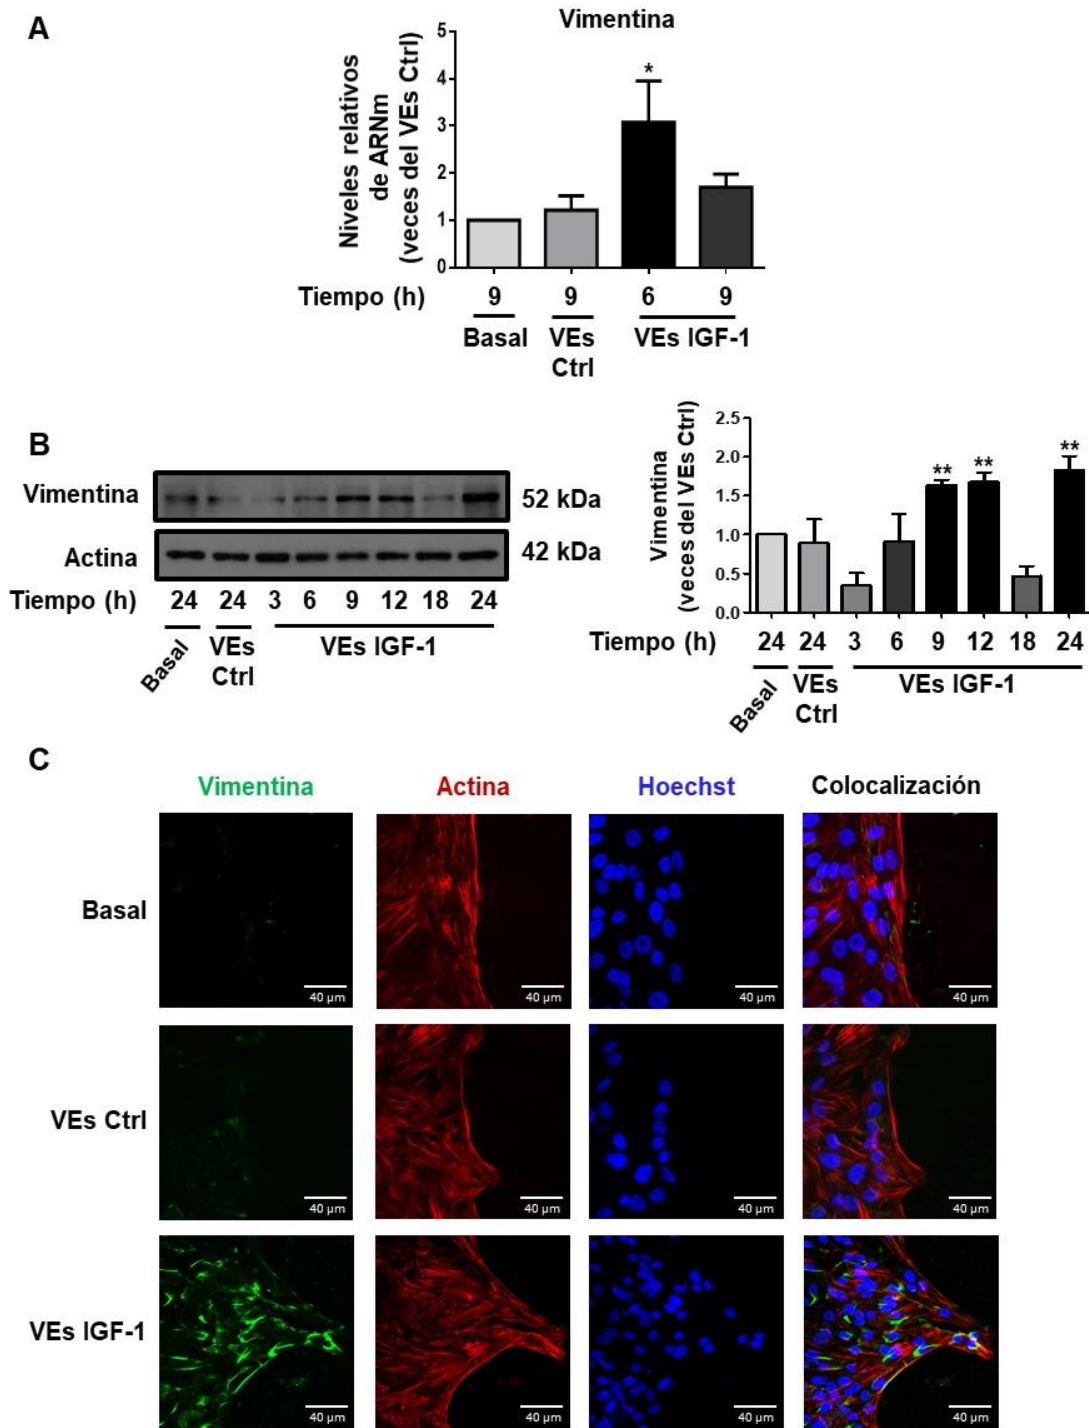 A
Vimentina
Niveles relativos
de ARNm
(veces del VEs Ctrl)
5
4
3
2
1
0
*
Tiempo (h)
9 9 6 9
Basal VEs Ctrl VEs IGF-1
B
Vimentina
52 kDa
Actina
42 kDa
Tiempo (h) 24 24 3 6 9 12 18 24
Basal VEs Ctrl VEs IGF-1
Vimentina
(veces del VEs Ctrl)
2.5
2.0
1.5
1.0
0.5
0.0
** ** **
Tiempo (h) 24 24 3 6 9 12 18 24
Basal VEs Ctrl VEs IGF-1
C
Vimentina Actina Hoechst Colocalización
Basal
40 µm 40 µm 40 µm 40 µm
VEs Ctrl
40 µm 40 µm 40 µm 40 µm
VEs IGF-1
40 µm 40 µm 40 µm 40 µm